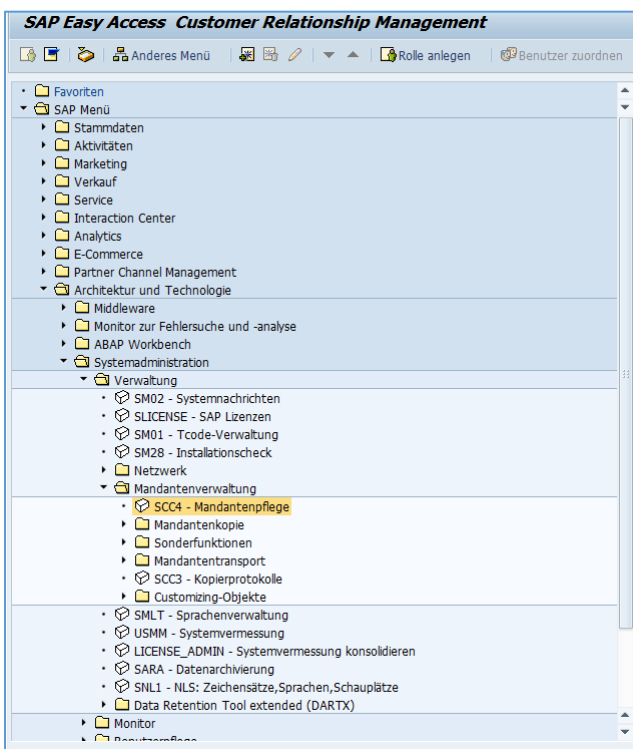 SAP Easy Access Customer Relationship Management
Anderes Menü Rolle anlegen Benutzer zuordnen
Favoriten
SAP Menü
Stammdaten
Aktivitäten
Marketing
Verkauf
Service
Interaction Center
Analytics
E-Commerce
Partner Channel Management
Architektur und Technologie
Middleware
Monitor zur Fehlersuche und -analyse
ABAP Workbench
Systemadministration
Verwaltung
SM02 - Systemnachrichten
SLICENSE - SAP Lizenzen
SM01 - Tcode-Verwaltung
SM28 - Installationscheck
Netzwerk
Mandantenverwaltung
SCC4 - Mandantenpflege
Mandantenkopie
Sonderfunktionen
Mandantentransport
SCC3 - Kopierprotokolle
Customizing-Objekte
SMLT - Sprachenverwaltung
USMM - Systemvermessung
LICENSE_ADMIN - Systemvermessung konsolidieren
SARA - Datenarchivierung
SNL1 - NLS: Zeichensätze,Sprachen,Schauplätze
Data Retention Tool extended (DARTX)
Monitor
Benutzerpflege